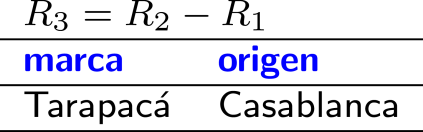 R₃ = R₂ − R₁
marca origen
Tarapacá Casablanca